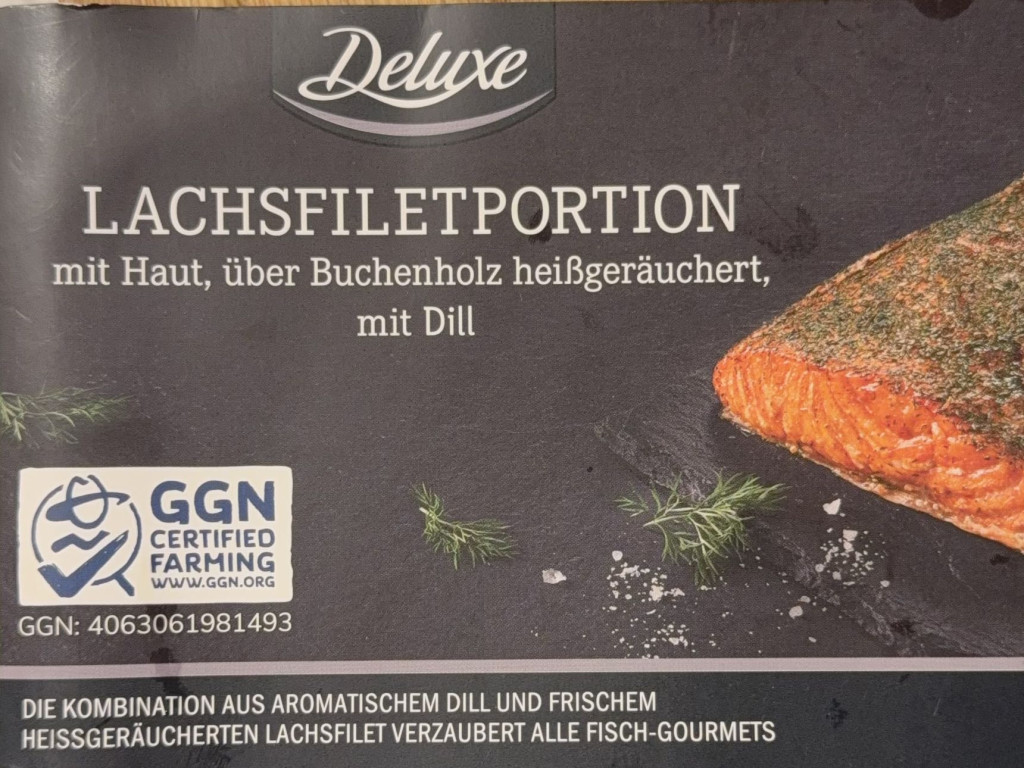 Deluxe
LACHSFILETPORTION
mit Haut, über Buchenholz heißgeräuchert,
mit Dill
GGN
CERTIFIED
FARMING
WWW.GGN.ORG
GGN: 4063061981493
DIE KOMBINATION AUS AROMATISCHEM DILL UND FRISCHEM
HEISSGERÄUCHERTEN LACHSFILET VERZAUBERT ALLE FISCH-GOURMETS